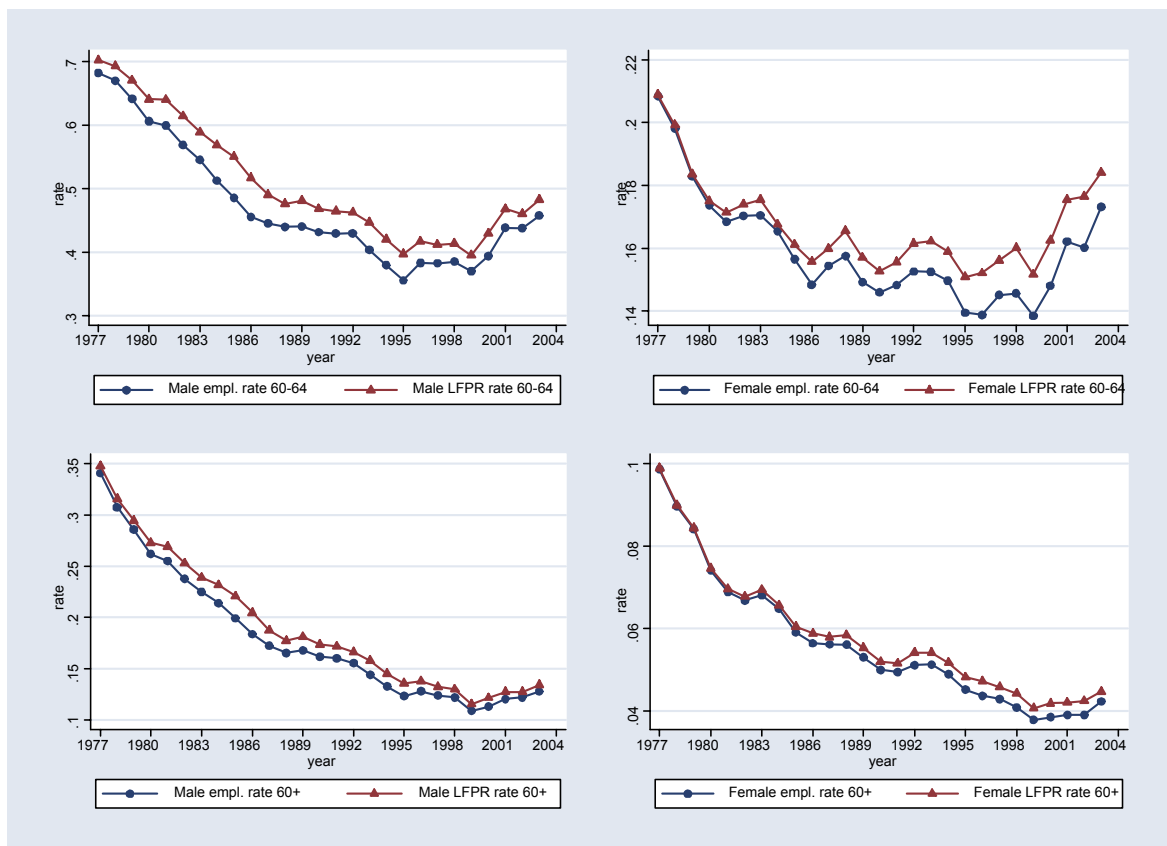 .7
.6
.5
.4
.3
rate
1977 1980 1983 1986 1989 1992 1995 1998 2001 2004
year
Male empl. rate 60-64 Male LFPR rate 60-64
.22
.2
.18
.16
.14
rate
1977 1980 1983 1986 1989 1992 1995 1998 2001 2004
year
Female empl. rate 60-64 Female LFPR rate 60-64
.35
.3
.25
.2
.15
.1
rate
1977 1980 1983 1986 1989 1992 1995 1998 2001 2004
year
Male empl. rate 60+ Male LFPR rate 60+
.1
.08
.06
.04
rate
1977 1980 1983 1986 1989 1992 1995 1998 2001 2004
year
Female empl. rate 60+ Female LFPR rate 60+